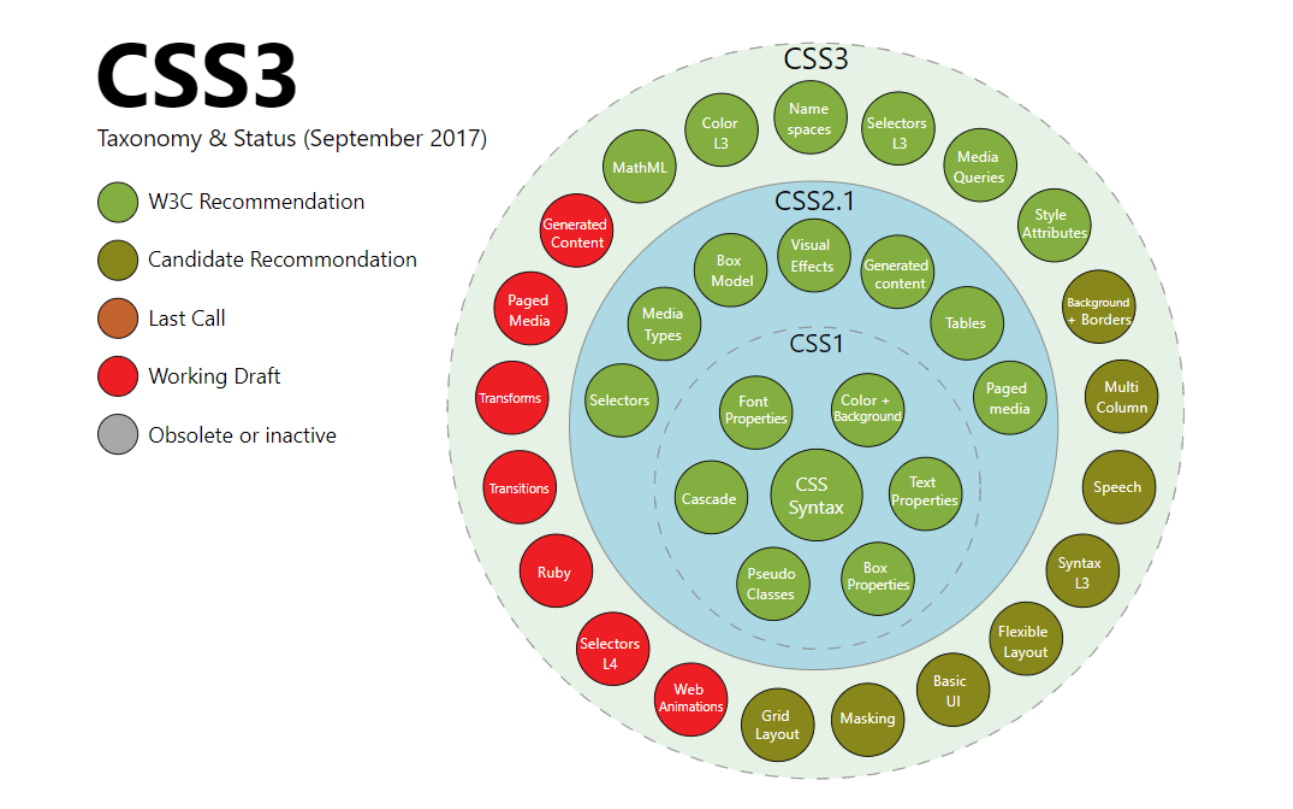 CSS3
Taxonomy & Status (September 2017)
W3C Recommendation
Candidate Recommondation
Last Call
Working Draft
Obsolete or inactive
CSS3
Name
spaces
Selectors
L3
Media
Queries
Style
Attributes
Background
+ Borders
Multi
Column
Speech
Syntax
L3
Flexible
Layout
Basic
UI
Masking
Grid
Layout
Web
Animations
Selectors
L4
Ruby
Transitions
Transforms
Paged
Media
Generated
Content
MathML
Color
L3
CSS2.1
Selectors
Media
Types
Box
Model
Visual
Effects
Generated
content
Tables
Paged
media
CSS1
Font
Properties
Color +
Background
Cascade
CSS
Syntax
Text
Properties
Pseudo
Classes
Box
Properties